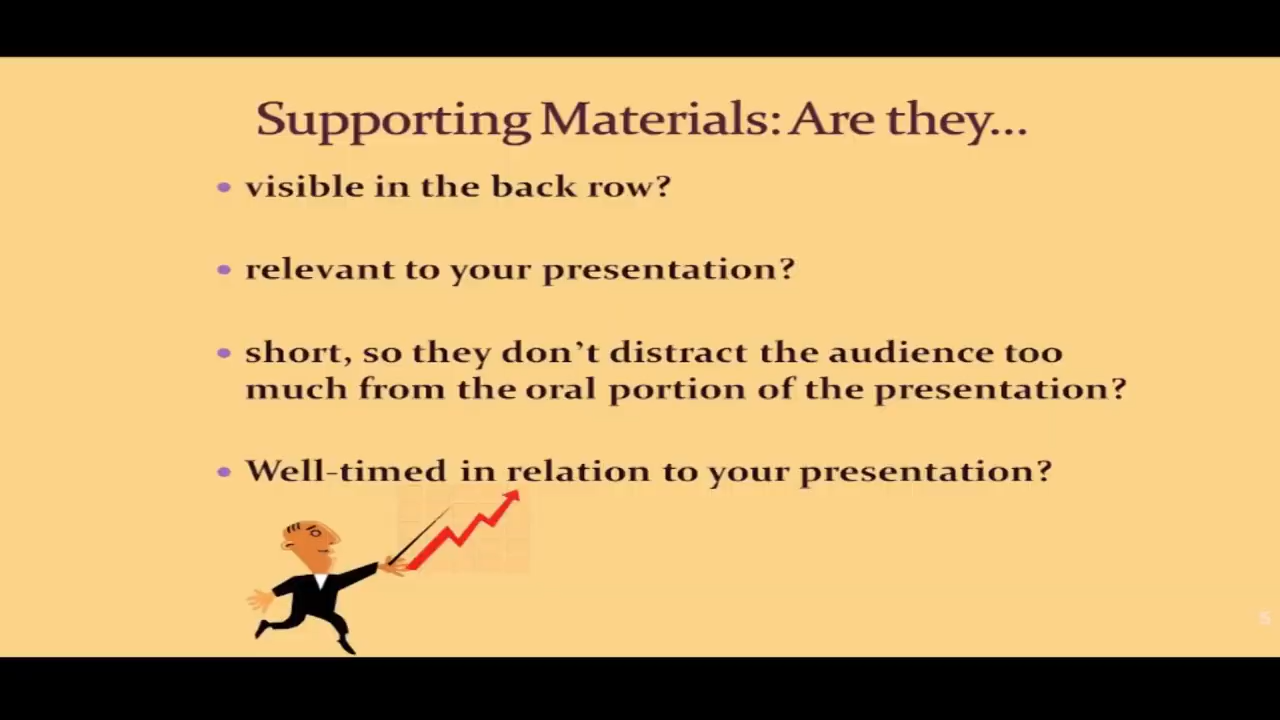 Supporting Materials: Are they...
• visible in the back row?
• relevant to your presentation?
• short, so they don’t distract the audience too
much from the oral portion of the presentation?
• Well-timed in relation to your presentation?
5